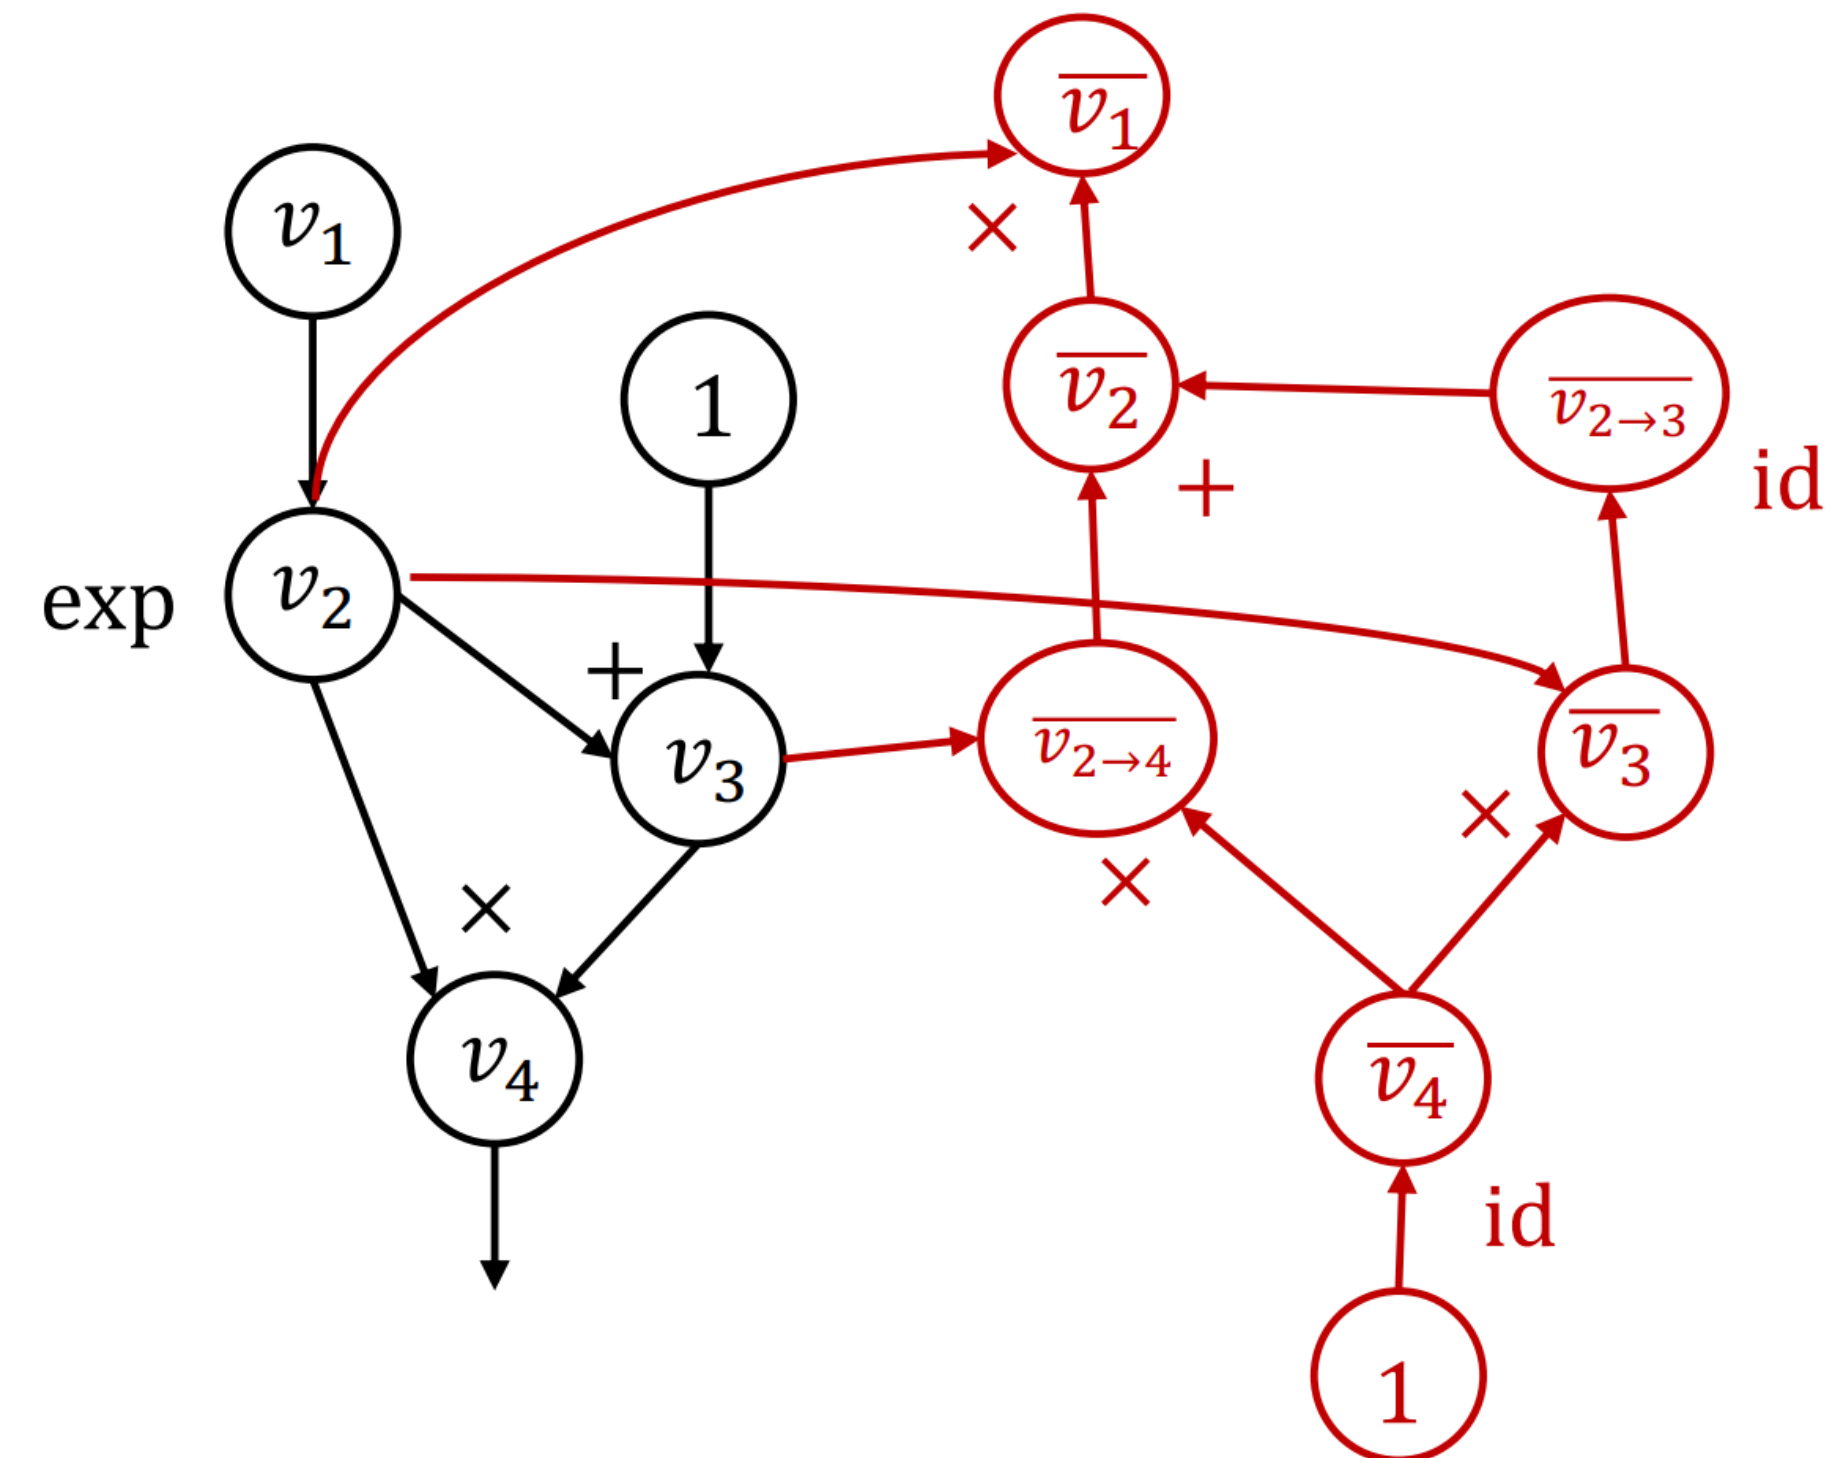 v̅₁
v₁
×
1
v̅₂
v̅₂̅→̅₃̅
id
+
exp
v₂
+
v₃
v̅₂̅→̅₄̅
v̅₃
×
×
×
v₄
v̅₄
id
1